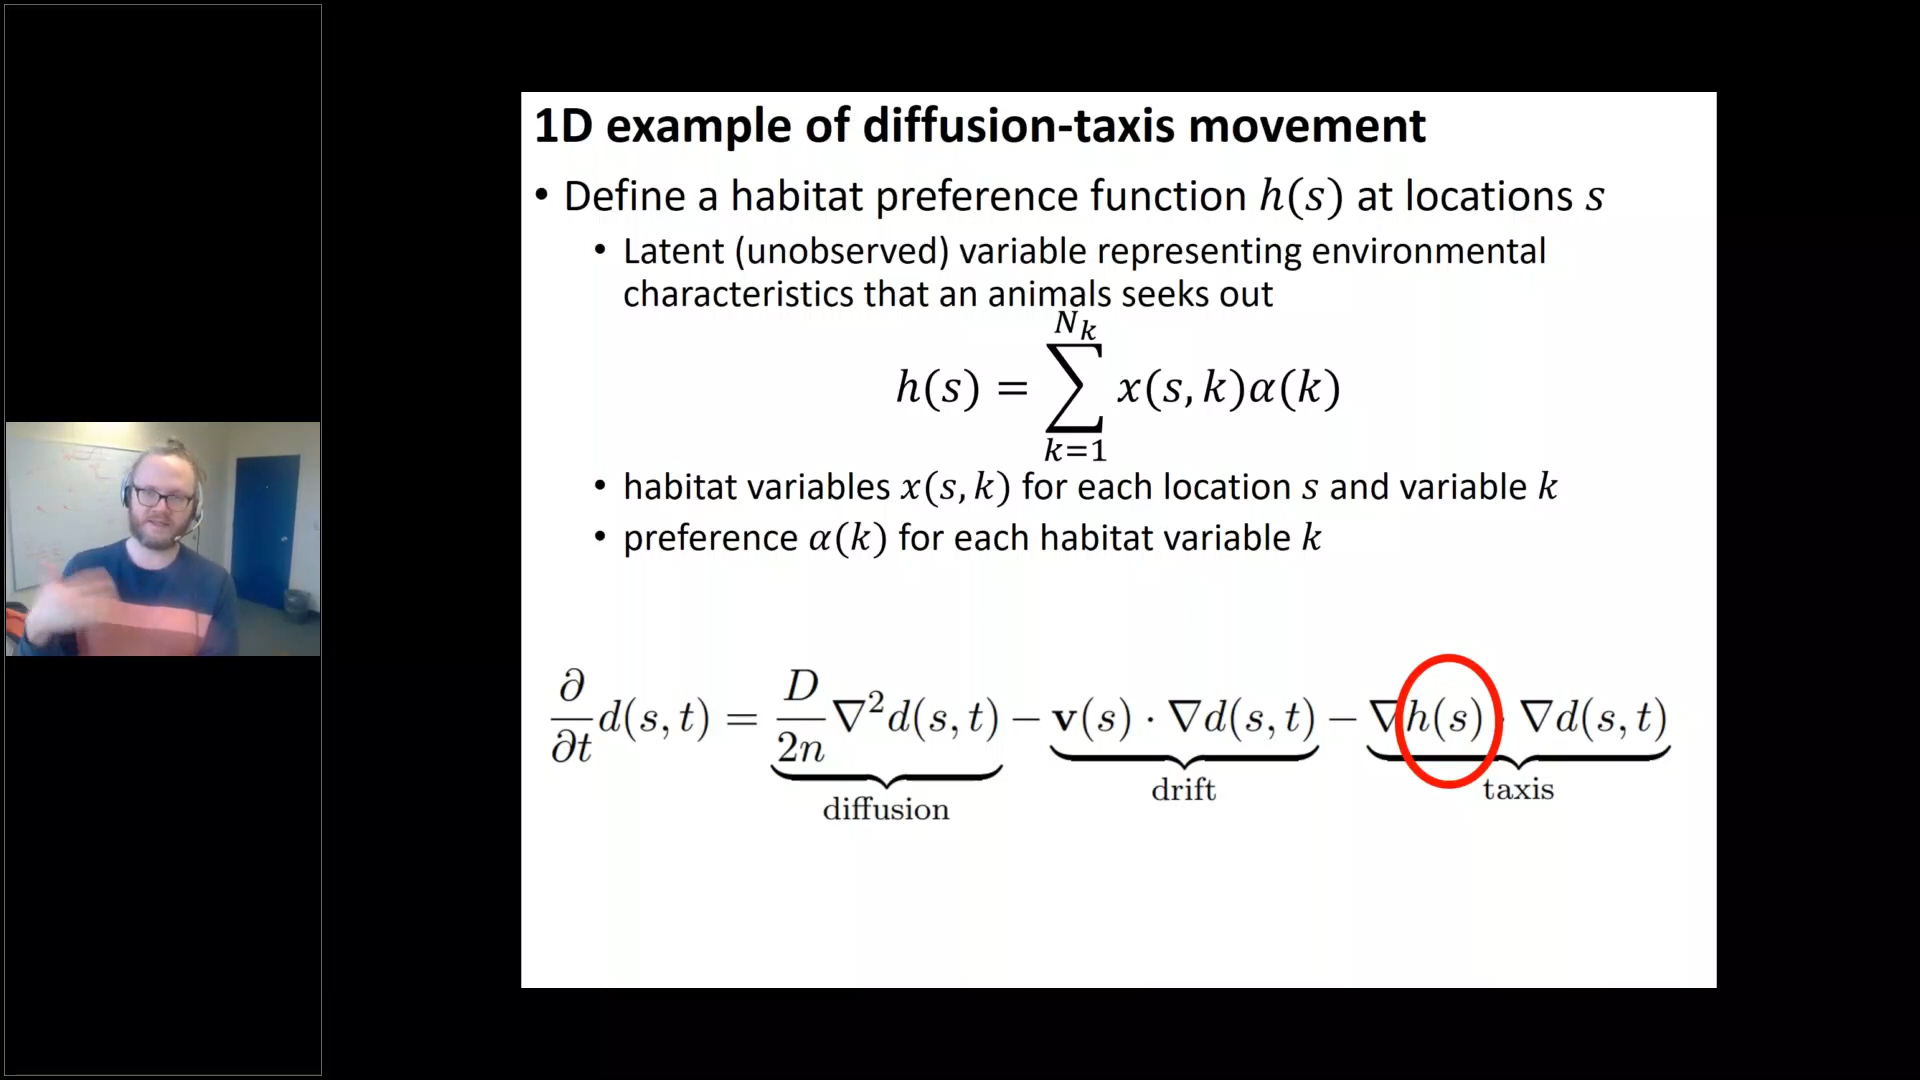 1D example of diffusion-taxis movement
• Define a habitat preference function h(s) at locations s
• Latent (unobserved) variable representing environmental
characteristics that an animals seeks out
h(s) = ∑_{k=1}^{N_k} x(s, k)α(k)
• habitat variables x(s, k) for each location s and variable k
• preference α(k) for each habitat variable k
∂/∂t d(s, t) = D/2n ∇²d(s, t) − v(s) · ∇d(s, t) − ∇h(s) · ∇d(s, t)
diffusion
drift
taxis